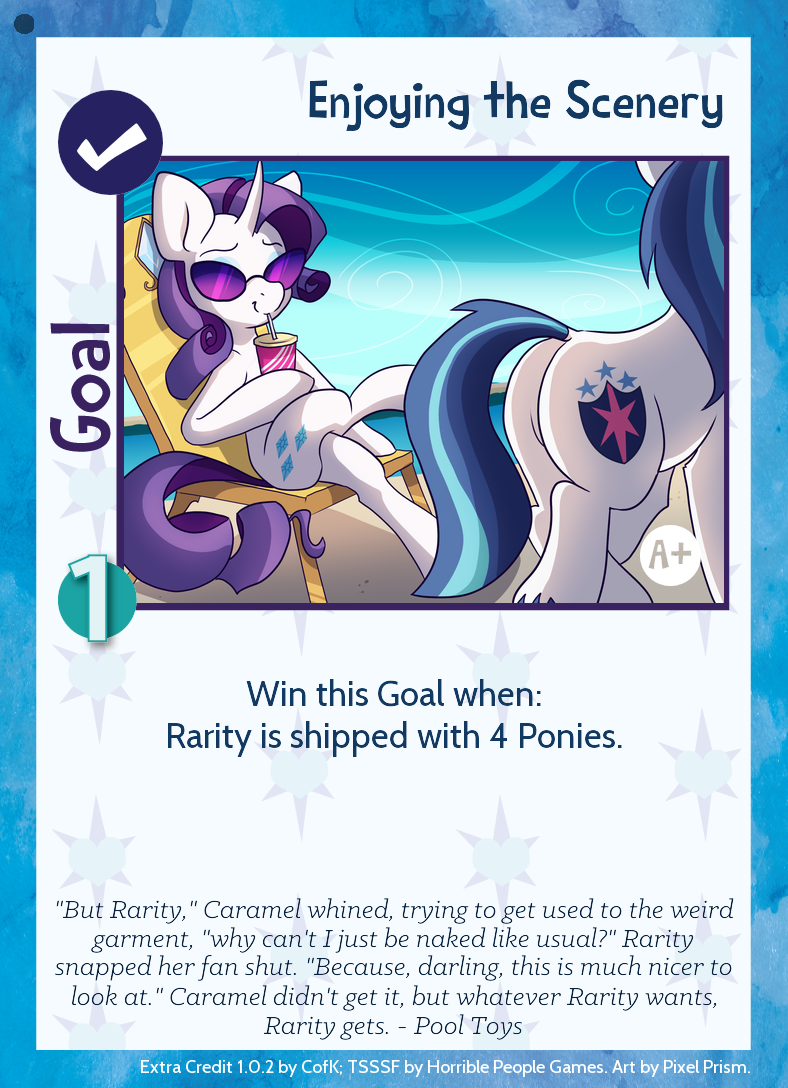 Enjoying the Scenery
Goal
1
A+
Win this Goal when:
Rarity is shipped with 4 Ponies.
"But Rarity," Caramel whined, trying to get used to the weird
garment, "why can't I just be naked like usual?" Rarity
snapped her fan shut. "Because, darling, this is much nicer to
look at." Caramel didn't get it, but whatever Rarity wants,
Rarity gets. - Pool Toys
Extra Credit 1.0.2 by CofK; TSSSF by Horrible People Games. Art by Pixel Prism.